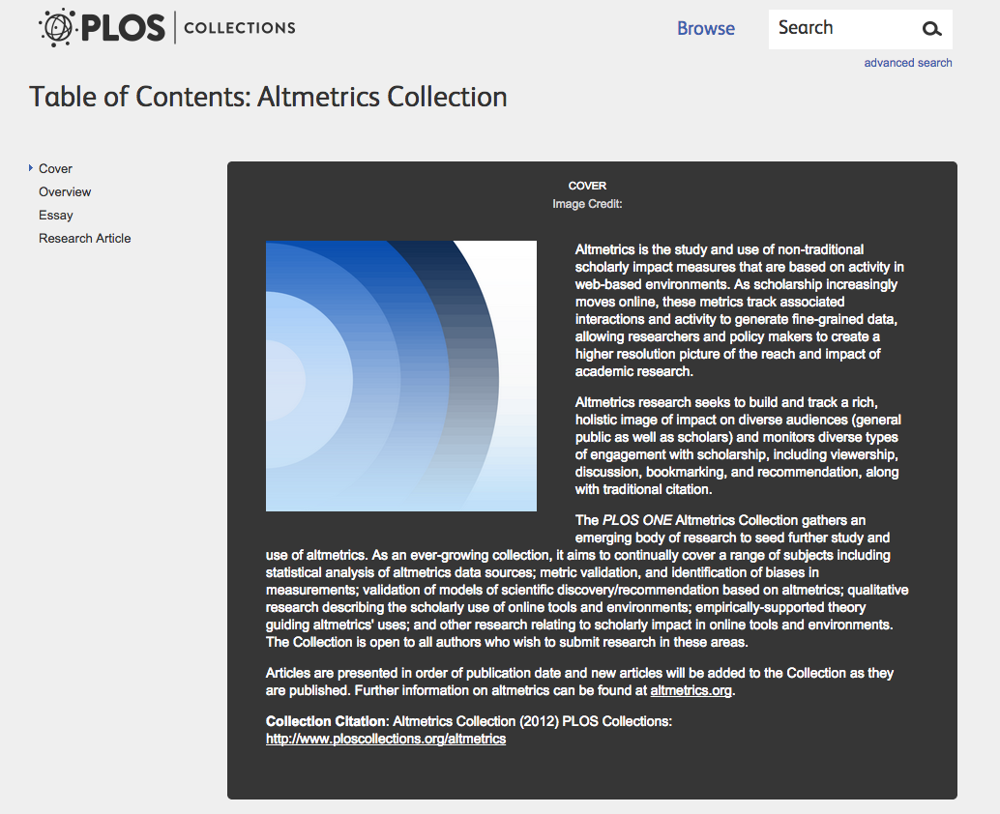 PLOS COLLECTIONS
Browse
Search
advanced search
Table of Contents: Altmetrics Collection
Cover
Overview
Essay
Research Article
COVER
Image Credit:
Altmetrics is the study and use of non-traditional
scholarly impact measures that are based on activity in
web-based environments. As scholarship increasingly
moves online, these metrics track associated
interactions and activity to generate fine-grained data,
allowing researchers and policy makers to create a
higher resolution picture of the reach and impact of
academic research.
Altmetrics research seeks to build and track a rich,
holistic image of impact on diverse audiences (general
public as well as scholars) and monitors diverse types
of engagement with scholarship, including viewership,
discussion, bookmarking, and recommendation, along
with traditional citation.
The PLOS ONE Altmetrics Collection gathers an
emerging body of research to seed further study and
use of altmetrics. As an ever-growing collection, it aims to continually cover a range of subjects including
statistical analysis of altmetrics data sources; metric validation, and identification of biases in
measurements; validation of models of scientific discovery/recommendation based on altmetrics; qualitative
research describing the scholarly use of online tools and environments; empirically-supported theory
guiding altmetrics' uses; and other research relating to scholarly impact in online tools and environments.
The Collection is open to all authors who wish to submit research in these areas.
Articles are presented in order of publication date and new articles will be added to the Collection as they
are published. Further information on altmetrics can be found at altmetrics.org.
Collection Citation: Altmetrics Collection (2012) PLOS Collections:
http://www.ploscollections.org/altmetrics